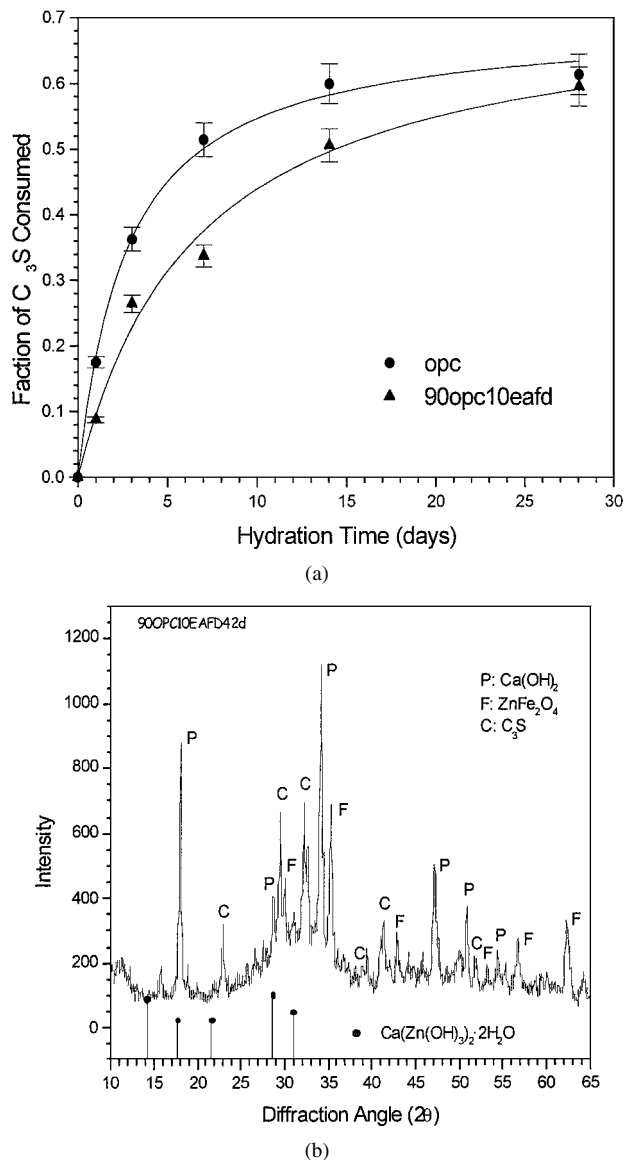 0.7
0.6
0.5
0.4
0.3
0.2
0.1
0.0
Faction of C3S Consumed
opc
90opc10eafd
0 5 10 15 20 25 30
Hydration Time (days)
(a)
1200
1000
800
600
400
200
0
Intensity
90OPC10EAFD42d
P: Ca(OH)2
F: ZnFe2O4
C: C3S
P
C
P
C
F
C
P
F
C
C
F
P
P
C
F
P
F
F
Ca(Zn(OH)3)2·2H2O
10 14 20 25 30 35 40 45 50 55 60 65
Diffraction Angle (2θ)
(b)